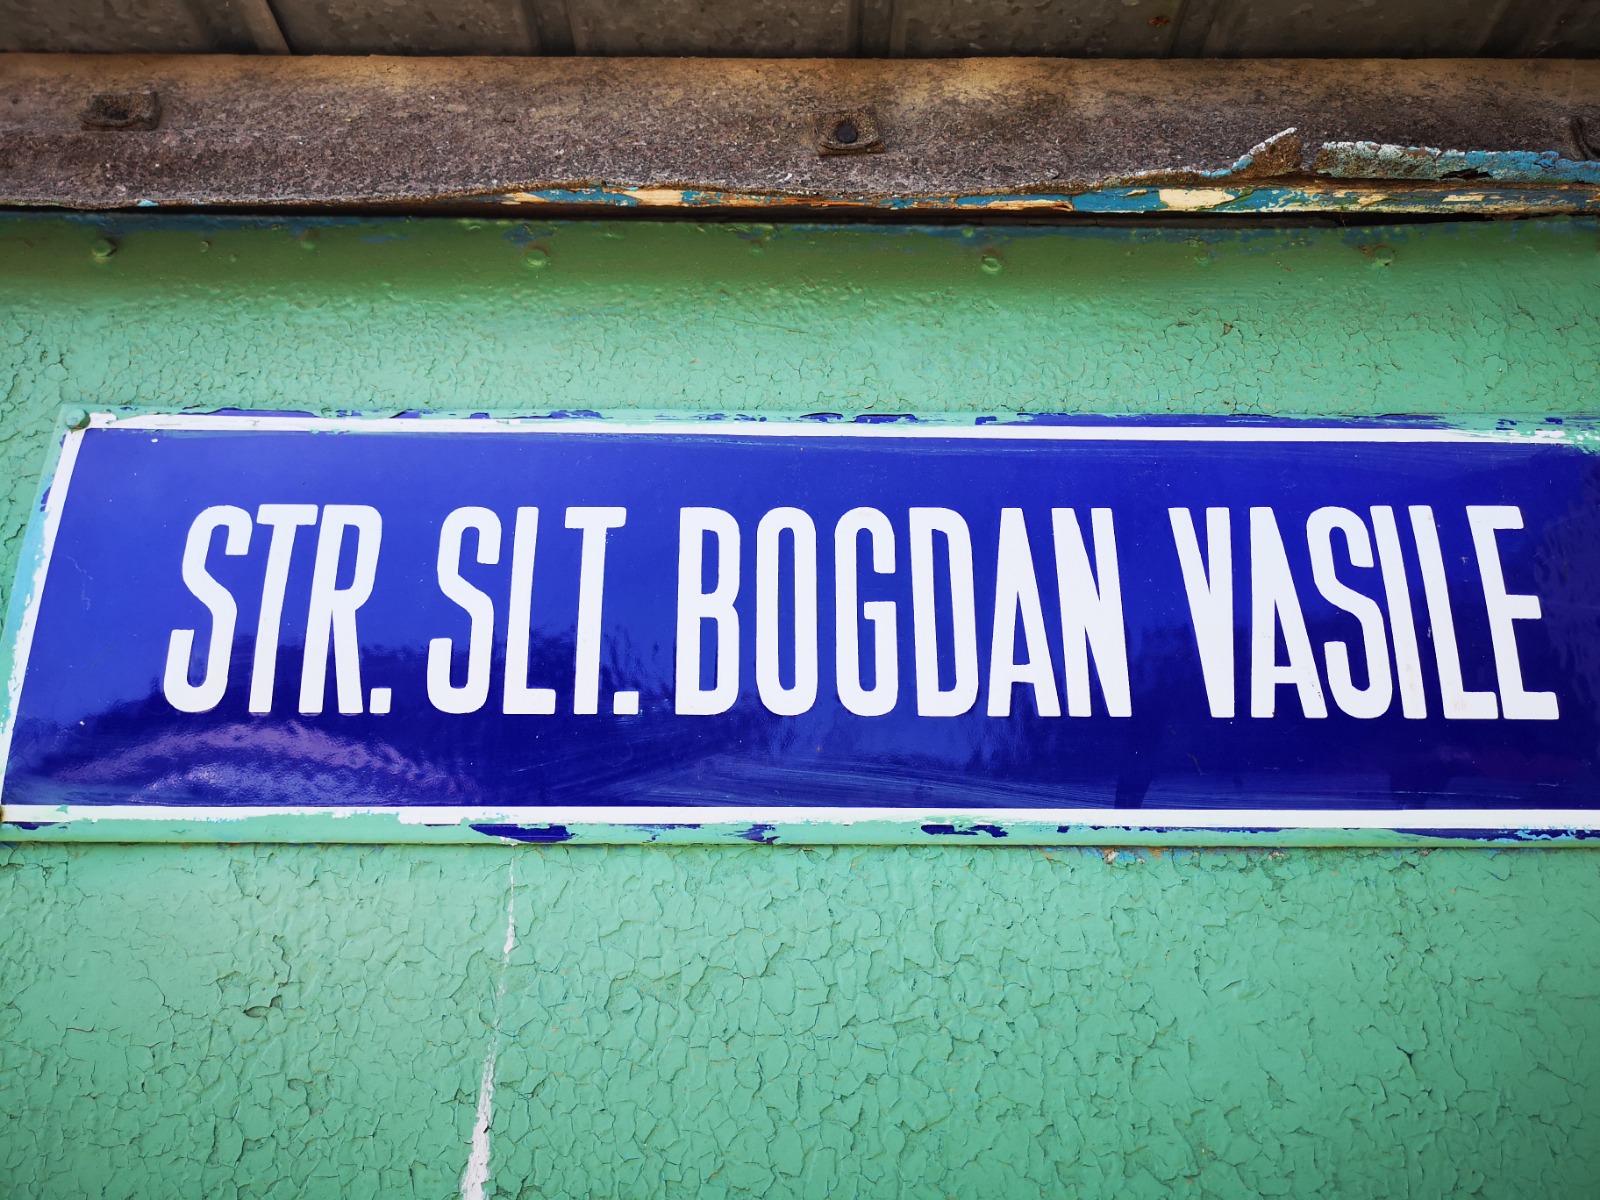 STR. SLT. BOGDAN VASILE